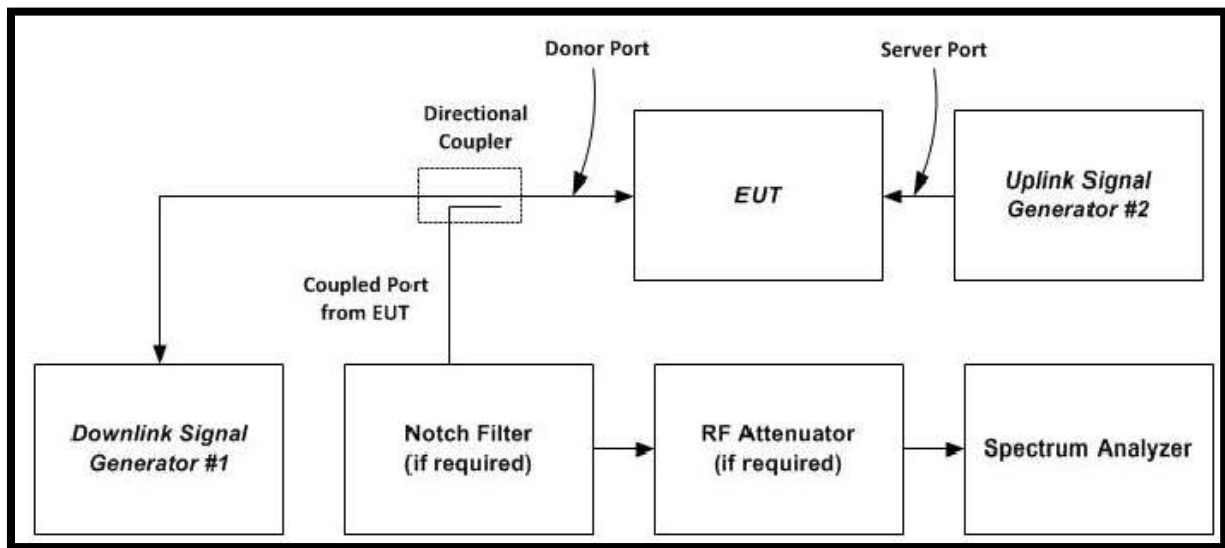 Donor Port
Server Port
Directional
Coupler
EUT
Uplink Signal
Generator #2
Coupled Port
from EUT
Downlink Signal
Generator #1
Notch Filter
(if required)
RF Attenuator
(if required)
Spectrum Analyzer